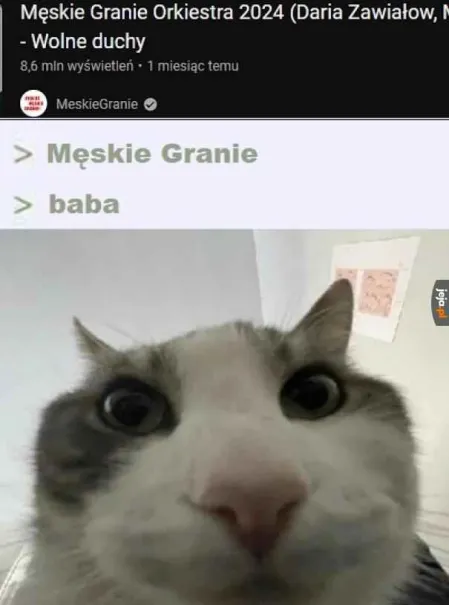 Męskie Granie Orkiestra 2024 (Daria Zawiałow, M
- Wolne duchy
8,6 mln wyświetleń • 1 miesiąc temu
MeskieGranie
> Męskie Granie
> baba
jeja.pl